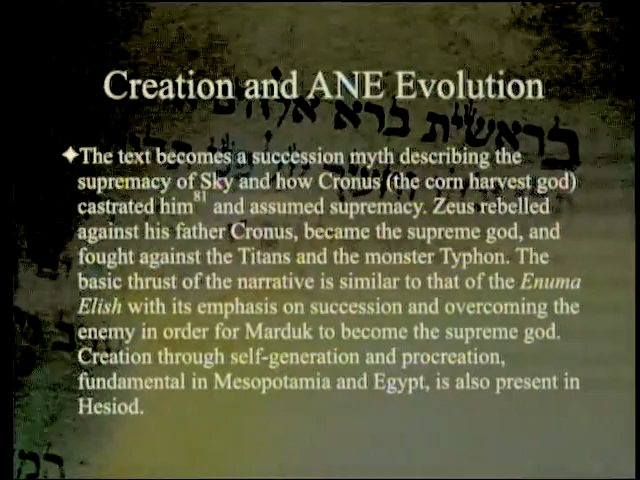 Creation and ANE Evolution
בראשית ברא אלהים
✦The text becomes a succession myth describing the
supremacy of Sky and how Cronus (the corn harvest god)
castrated him81 and assumed supremacy. Zeus rebelled
against his father Cronus, became the supreme god, and
fought against the Titans and the monster Typhon. The
basic thrust of the narrative is similar to that of the Enuma
Elish with its emphasis on succession and overcoming the
enemy in order for Marduk to become the supreme god.
Creation through self-generation and procreation,
fundamental in Mesopotamia and Egypt, is also present in
Hesiod.